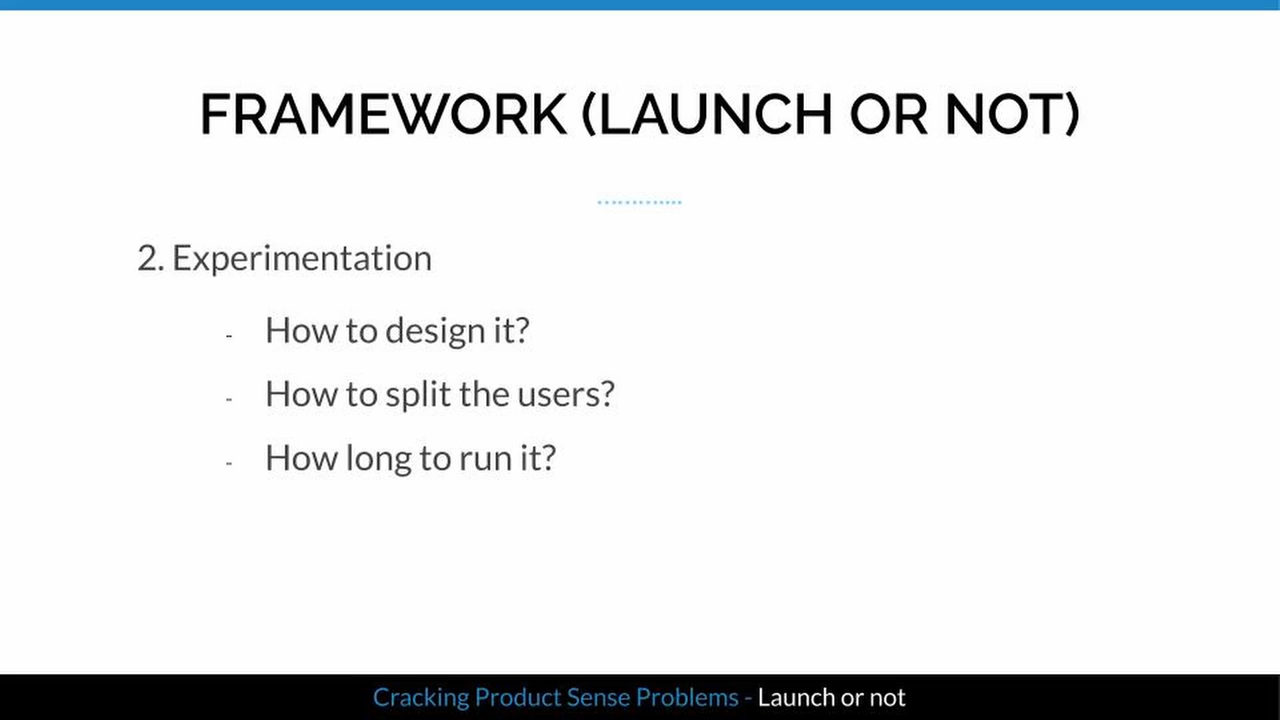 FRAMEWORK (LAUNCH OR NOT)
2. Experimentation
- How to design it?
- How to split the users?
- How long to run it?
Cracking Product Sense Problems - Launch or not